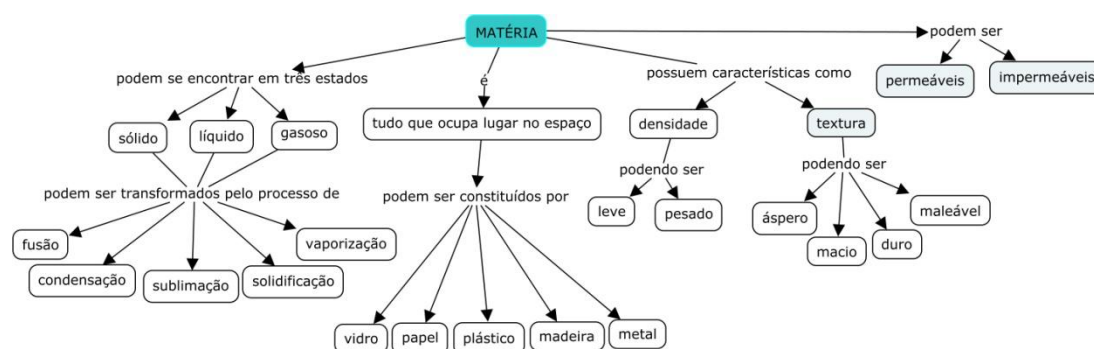 MATÉRIA
podem ser
permeáveis
impermeáveis
podem se encontrar em três estados
sólido
líquido
gasoso
podem ser transformados pelo processo de
fusão
condensação
sublimação
solidificação
vaporização
é
tudo que ocupa lugar no espaço
podem ser constituídos por
vidro
papel
plástico
madeira
metal
possuem características como
densidade
podendo ser
leve
pesado
textura
podendo ser
áspero
macio
duro
maleável